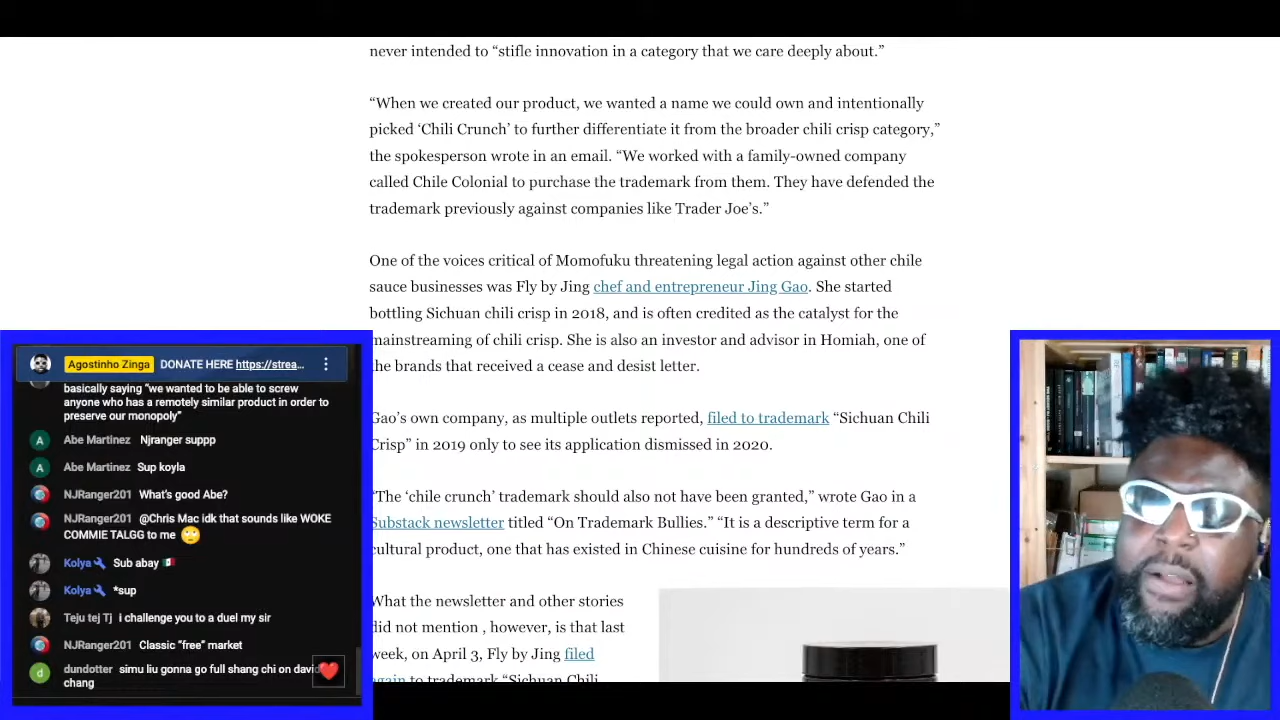 never intended to “stifle innovation in a category that we care deeply about.”
“When we created our product, we wanted a name we could own and intentionally
picked ‘Chili Crunch’ to further differentiate it from the broader chili crisp category,”
the spokesperson wrote in an email. “We worked with a family-owned company
called Chile Colonial to purchase the trademark from them. They have defended the
trademark previously against companies like Trader Joe’s.”
One of the voices critical of Momofuku threatening legal action against other chile
sauce businesses was Fly by Jing chef and entrepreneur Jing Gao. She started
bottling Sichuan chili crisp in 2018, and is often credited as the catalyst for the
mainstreaming of chili crisp. She is also an investor and advisor in Homiah, one of
the brands that received a cease and desist letter.
Gao’s own company, as multiple outlets reported, filed to trademark “Sichuan Chili
Crisp” in 2019 only to see its application dismissed in 2020.
“The ‘chile crunch’ trademark should also not have been granted,” wrote Gao in a
Substack newsletter titled “On Trademark Bullies.” “It is a descriptive term for a
cultural product, one that has existed in Chinese cuisine for hundreds of years.”
What the newsletter and other stories
did not mention , however, is that last
week, on April 3, Fly by Jing filed
again to trademark “Sichuan Chili
Agostinho Zinga DONATE HERE https://strea...
basically saying “we wanted to be able to screw
anyone who has a remotely similar product in order to
preserve our monopoly”
A Abe Martinez Njranger suppp
A Abe Martinez Sup koyla
NJRanger201 What's good Abe?
NJRanger201 @Chris Mac idk that sounds like WOKE
COMMIE TALGG to me 🙄
Kolya Sub abay 🇲🇽
Kolya *sup
Teju tej Tj i challenge you to a duel my sir
NJRanger201 Classic “free” market
d dundotter simu liu gonna go full shang chi on david
chang